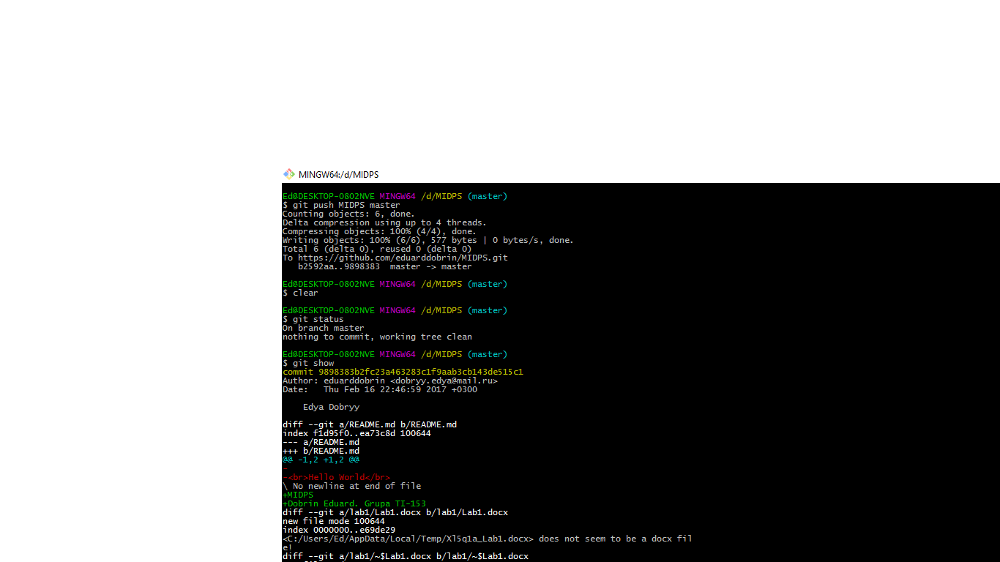 MINGW64:/d/MIDPS
Ed@DESKTOP-O8O2NVE MINGW64 /d/MIDPS (master)
$ git push MIDPS master
Counting objects: 6, done.
Delta compression using up to 4 threads.
Compressing objects: 100% (4/4), done.
Writing objects: 100% (6/6), 577 bytes | 0 bytes/s, done.
Total 6 (delta 0), reused 0 (delta 0)
To https://github.com/eduarddobrin/MIDPS.git
   b2592aa..9898383  master -> master
Ed@DESKTOP-O8O2NVE MINGW64 /d/MIDPS (master)
$ clear
Ed@DESKTOP-O8O2NVE MINGW64 /d/MIDPS (master)
$ git status
On branch master
nothing to commit, working tree clean
Ed@DESKTOP-O8O2NVE MINGW64 /d/MIDPS (master)
$ git show
commit 9898383b2fc23a463283c1f9aab3cb143de515c1
Author: eduarddobrin <dobryy.edya@mail.ru>
Date:   Thu Feb 16 22:46:59 2017 +0300
    Edya Dobryy
diff --git a/README.md b/README.md
index f1d95f0..ea73c8d 100644
--- a/README.md
+++ b/README.md
@@ -1,2 +1,2 @@
-
-<br>Hello World</br>
\ No newline at end of file
+MIDPS
+Dobrin Eduard. Grupa TI-153
diff --git a/lab1/Lab1.docx b/lab1/Lab1.docx
new file mode 100644
index 0000000..e69de29
<C:/Users/Ed/AppData/Local/Temp/Xl5q1a_Lab1.docx> does not seem to be a docx fil
e!
diff --git a/lab1/~$Lab1.docx b/lab1/~$Lab1.docx